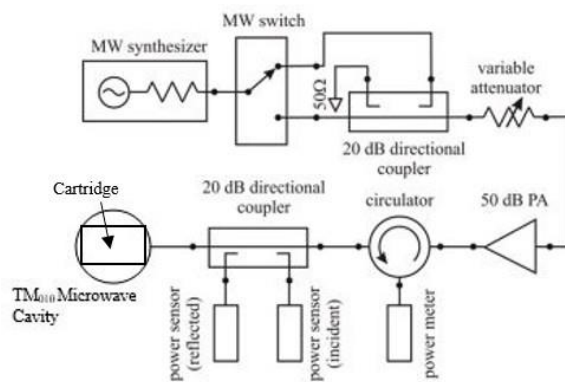 MW switch
MW synthesizer
50Ω
variable
attenuator
20 dB directional
coupler
Cartridge
20 dB directional
coupler
circulator
50 dB PA
TM₀₁₀ Microwave
Cavity
power sensor
(reflected)
power sensor
(incident)
power meter